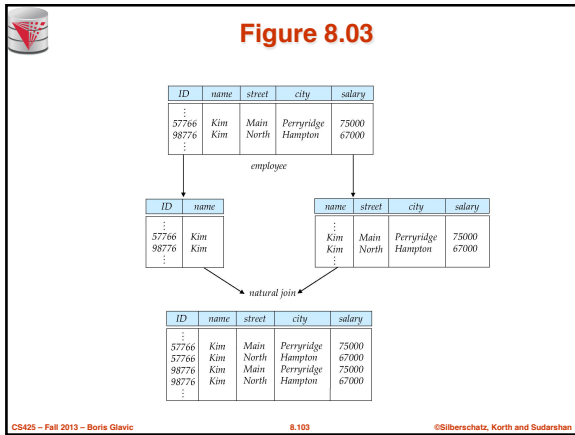 Figure 8.03
ID name street city salary
⋮
57766 Kim Main Perryridge 75000
98776 Kim North Hampton 67000
⋮
employee
ID name
⋮
57766 Kim
98776 Kim
⋮
name street city salary
⋮
Kim Main Perryridge 75000
Kim North Hampton 67000
⋮
natural join
ID name street city salary
⋮
57766 Kim Main Perryridge 75000
57766 Kim North Hampton 67000
98776 Kim Main Perryridge 75000
98776 Kim North Hampton 67000
⋮
CS425 – Fall 2013 – Boris Glavic 8.103 ©Silberschatz, Korth and Sudarshan